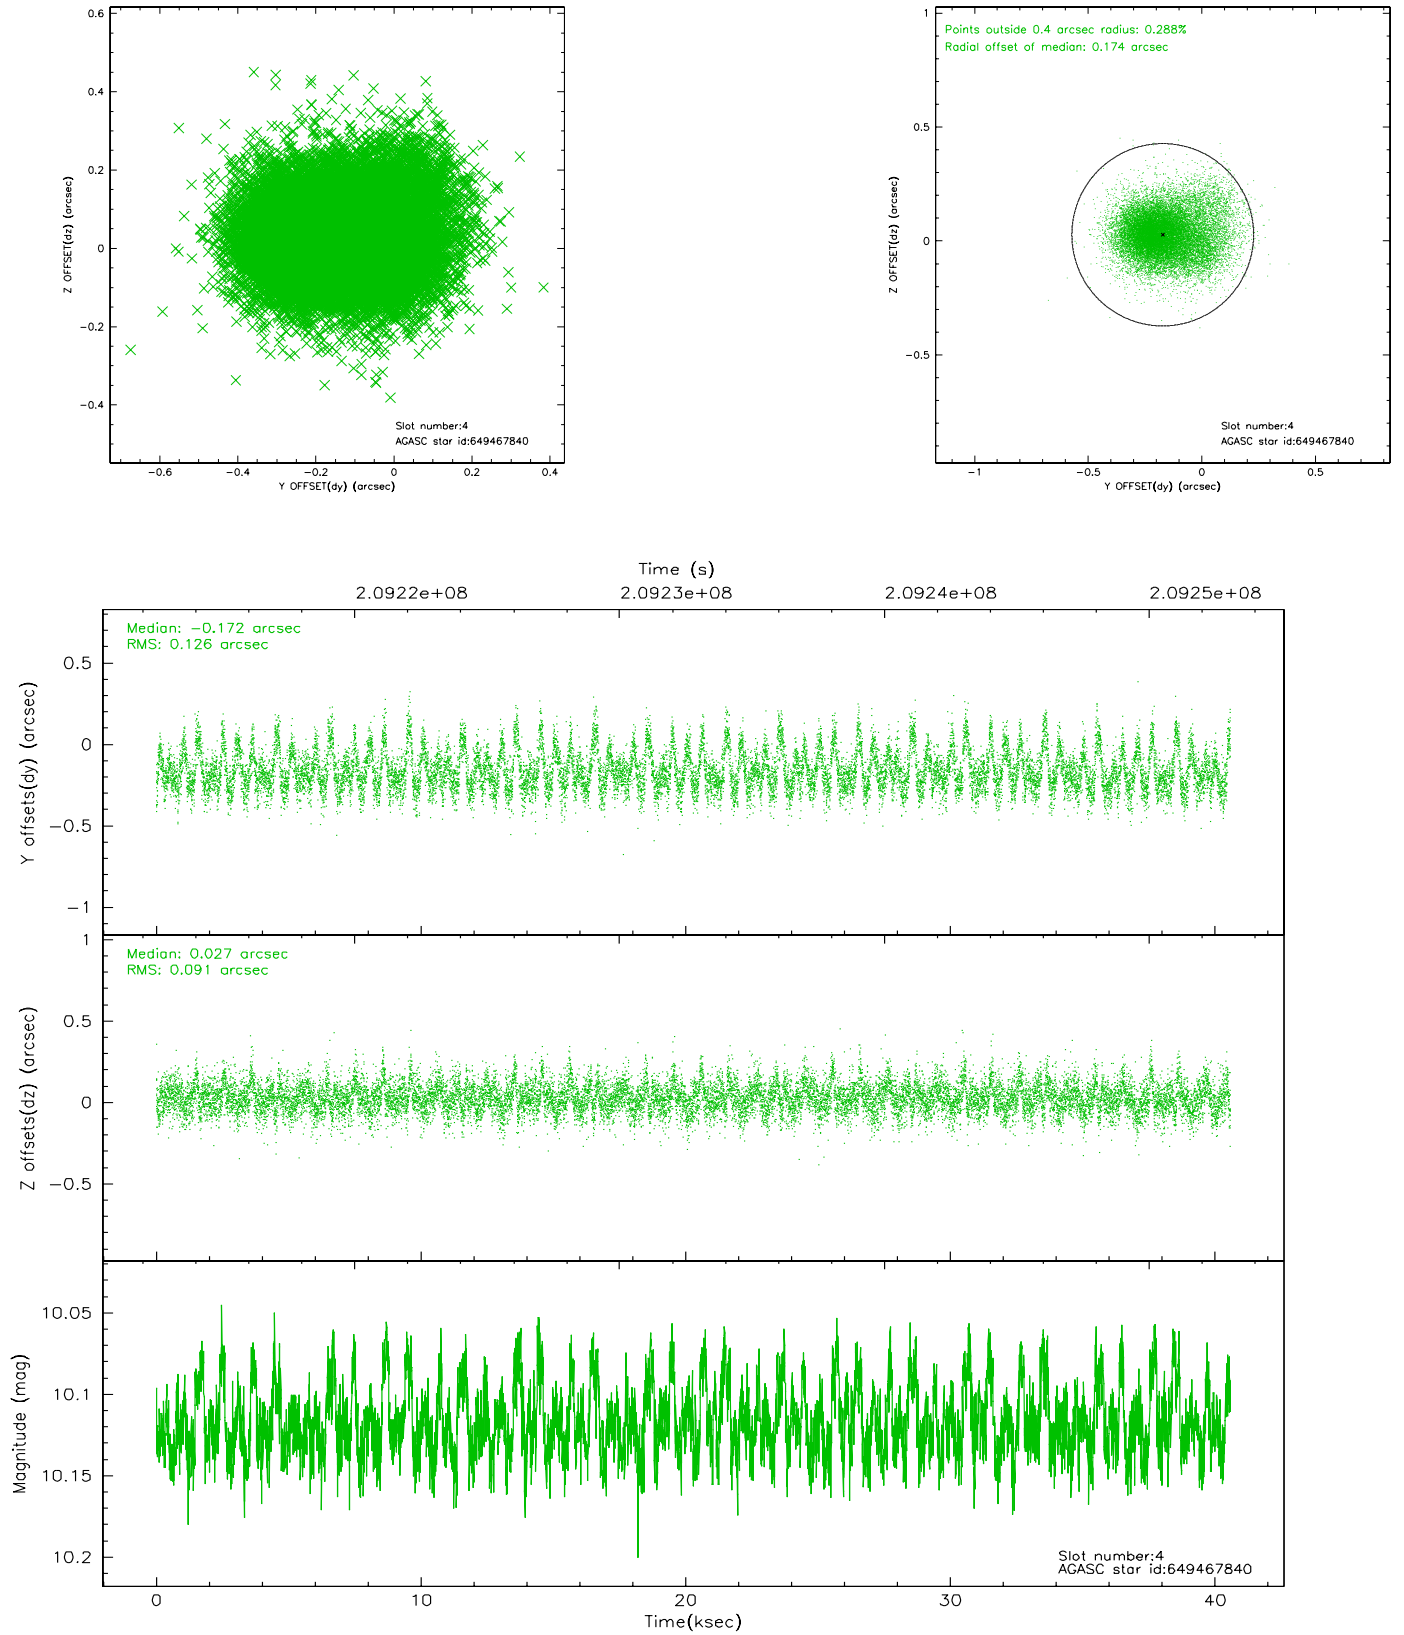 0.6
0.4
0.2
0
−0.2
−0.4
Z OFFSET(dz) (arcsec)
Slot number:4
AGASC star id:649467840
−0.6 −0.4 −0.2 0 0.2 0.4
Y OFFSET(dy) (arcsec)
Points outside 0.4 arcsec radius: 0.288%
Radial offset of median: 0.174 arcsec
1
0.5
0
−0.5
Z OFFSET(dz) (arcsec)
Slot number:4
AGASC star id:649467840
−1 −0.5 0 0.5
Y OFFSET(dy) (arcsec)
Time (s)
2.0922e+08 2.0923e+08 2.0924e+08 2.0925e+08
Median: −0.172 arcsec
RMS: 0.126 arcsec
0.5
0
−0.5
−1
Y offsets(dy) (arcsec)
Median: 0.027 arcsec
RMS: 0.091 arcsec
1
0.5
0
−0.5
Z offsets(dz) (arcsec)
10.05
10.1
10.15
10.2
Magnitude (mag)
Slot number:4
AGASC star id:649467840
0 10 20 30 40
Time(ksec)